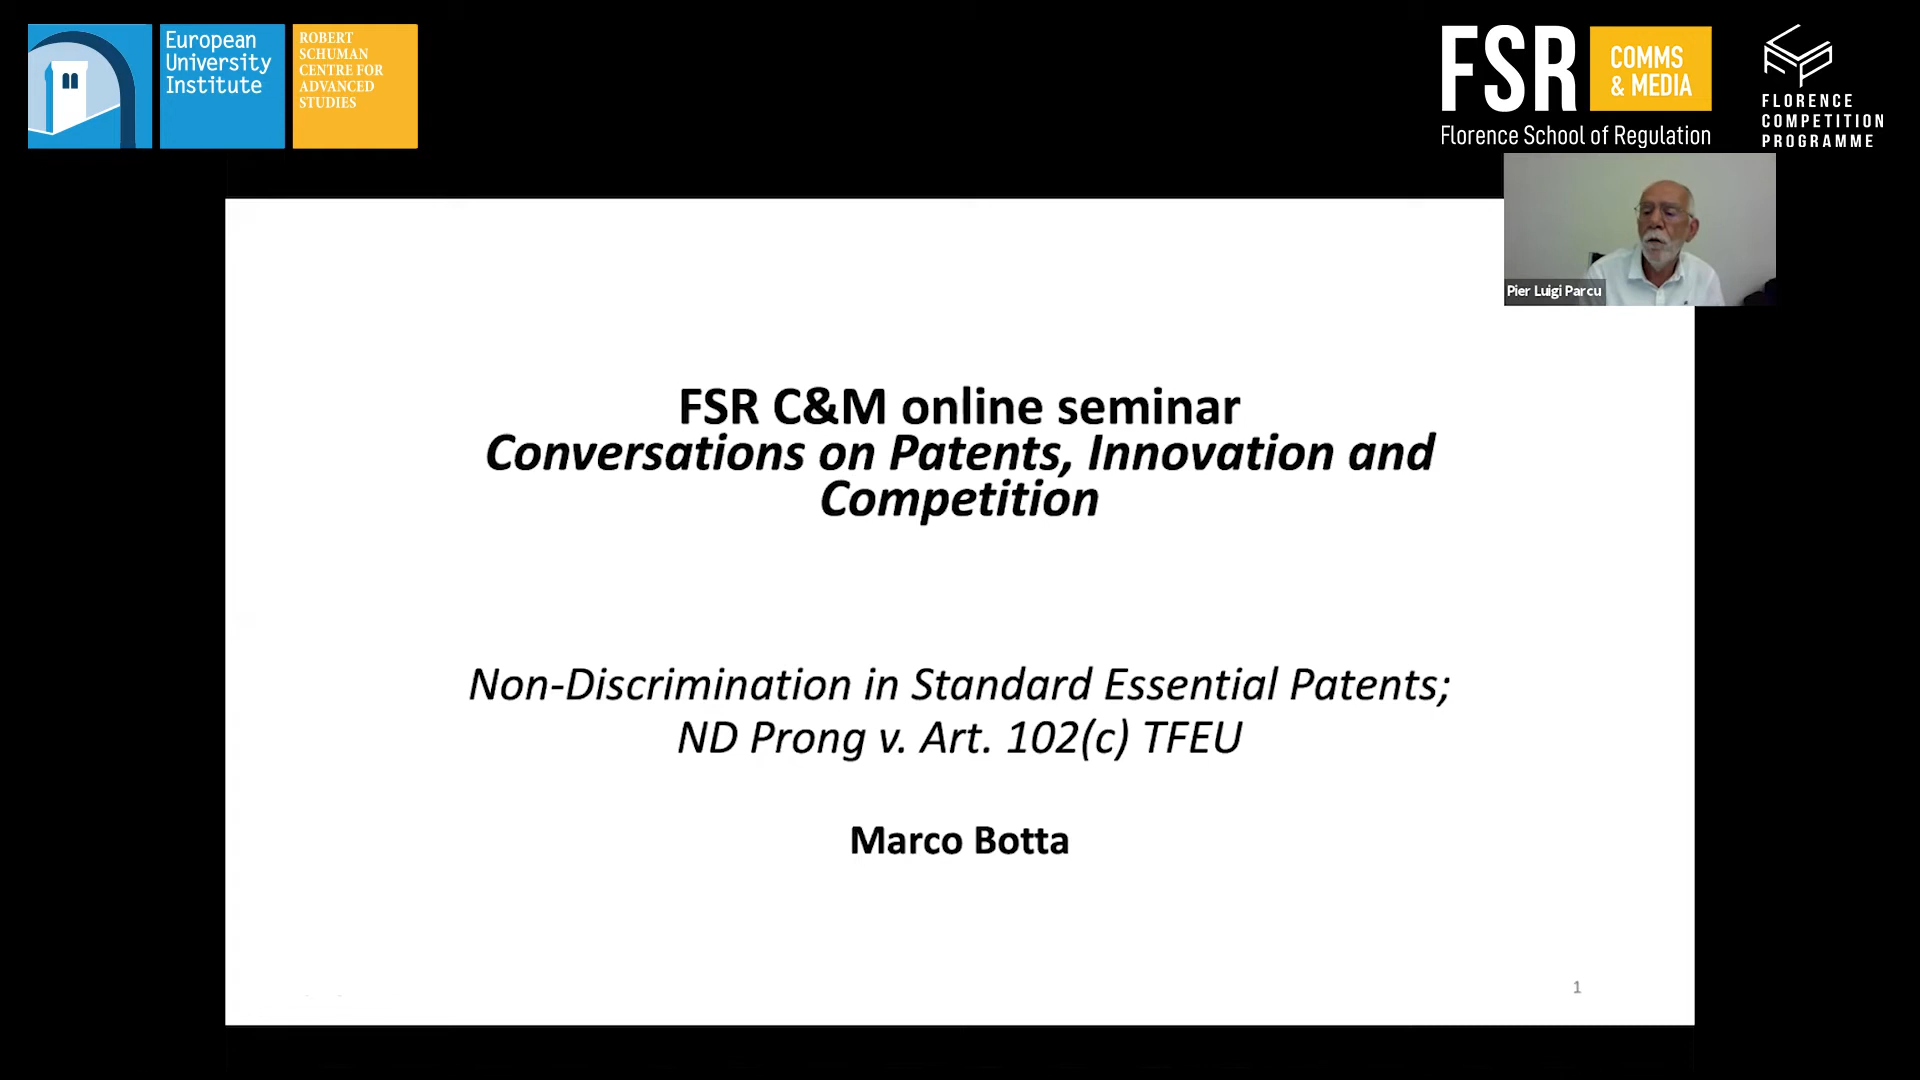 European
University
Institute
ROBERT
SCHUMAN
CENTRE FOR
ADVANCED
STUDIES
FSR
COMMS
& MEDIA
Florence School of Regulation
FLORENCE
COMPETITION
PROGRAMME
Pier Luigi Parcu
FSR C&M online seminar
Conversations on Patents, Innovation and
Competition
Non-Discrimination in Standard Essential Patents;
ND Prong v. Art. 102(c) TFEU
Marco Botta
1